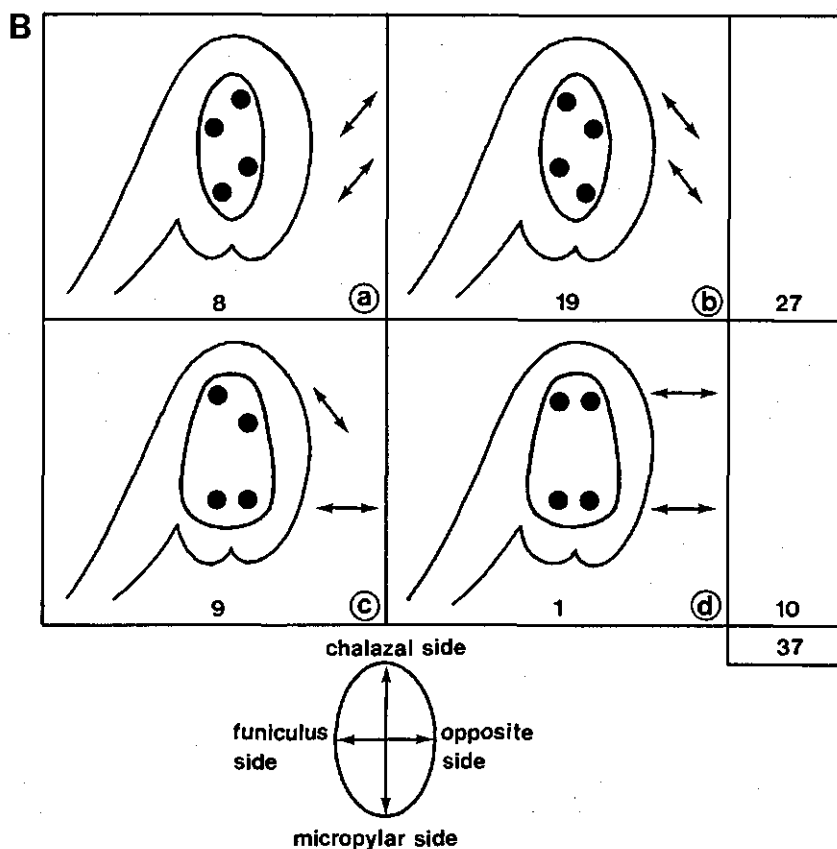 B
8 a 19 b 27
9 c 1 d 10
37
chalazal side
funiculus side
opposite side
micropylar side